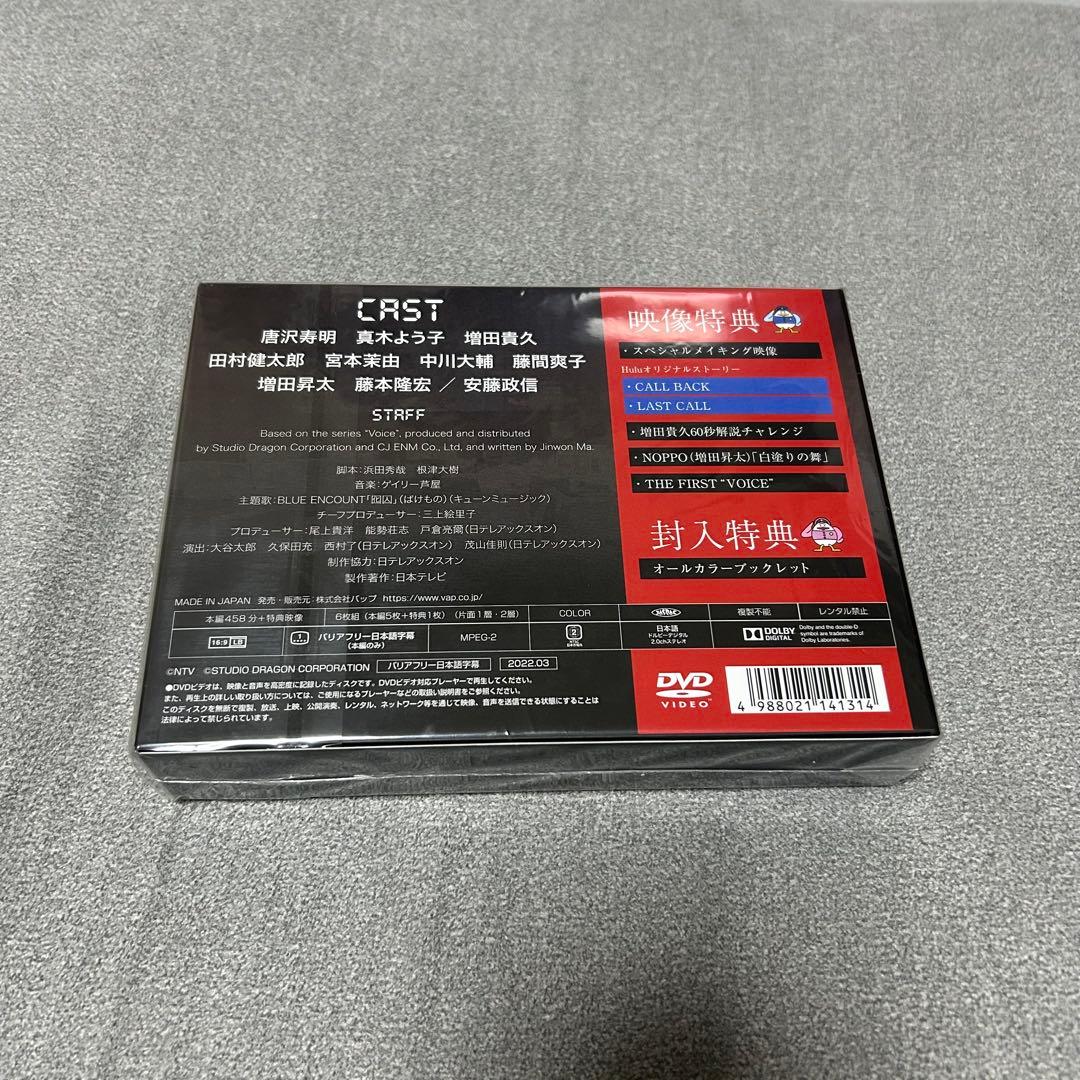 CAST
唐沢寿明 真木よう子 増田貴久
田村健太郎 宮本茉由 中川大輔 藤間爽子
増田昇太 藤本隆宏 / 安藤政信
STAFF
Based on the series "Voice", produced and distributed
by Studio Dragon Corporation and CJ ENM Co., Ltd, and written by Jinwon Ma.
脚本:浜田秀哉 根津大樹
音楽:ゲイリー芦屋
主題歌:BLUE ENCOUNT「囮囚」(ばけもの)(キューンミュージック)
チーフプロデューサー:三上絵里子
プロデューサー:尾上貴洋 能勢荘志 戸倉亮爾(日テレアックスオン)
演出:大谷太郎 久保田充 西村了(日テレアックスオン) 茂山佳則(日テレアックスオン)
制作協力:日テレアックスオン
製作著作:日本テレビ
MADE IN JAPAN 発売・販売元:株式会社バップ https://www.vap.co.jp/
映像特典
・スペシャルメイキング映像
Huluオリジナルストーリー
・CALL BACK
・LAST CALL
・増田貴久60秒解説チャレンジ
・NOPPO(増田昇太)「白塗りの舞」
・THE FIRST "VOICE"
封入特典
オールカラーブックレット
本編458分+特典映像 6枚組(本編5枚+特典1枚)(片面1層・2層) COLOR 複製不能 レンタル禁止
16:9 LB 1 バリアフリー日本語字幕 MPEG-2 2 日本語
(本編のみ) ドルビーデジタル
2.0chステレオ
DOLBY DIGITAL
Dolby and the double-D
symbol are trademarks of
Dolby Laboratories.
©NTV ©STUDIO DRAGON CORPORATION バリアフリー日本語字幕 2022.03
●DVDビデオは、映像と音声を高密度に記録したディスクです。DVDビデオ対応プレーヤーで再生してください。
また、再生上の詳しい取り扱い方については、ご使用になるプレーヤーなどの取扱い説明書をご参照ください。
このディスクを無断で複製、放送、上映、公開演奏、レンタル、ネットワーク等を通じて映像、音声を送信できる状態にすることは
法律によって禁じられています。
DVD
VIDEO
4 988021 141314